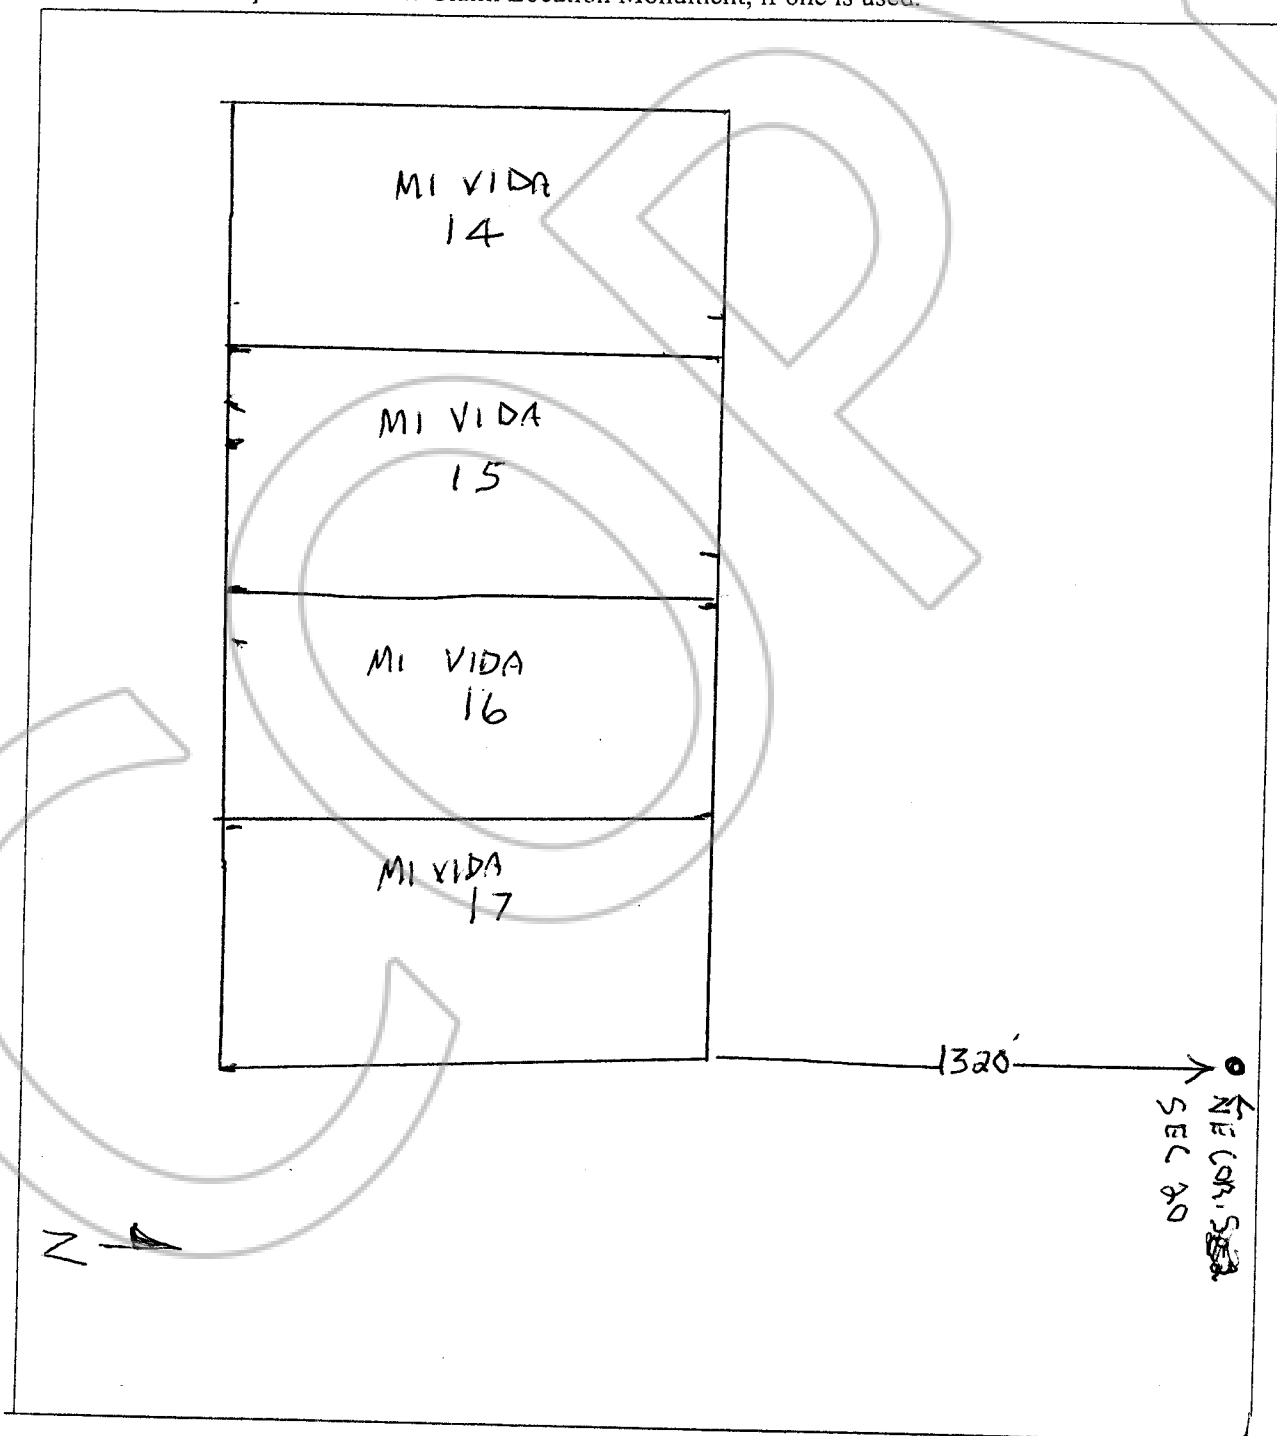 Claim Location Monument, if one is used.
MI VIDA
14
MI VIDA
15
MI VIDA
16
MI VIDA
17
1320'
NE COR.
SEC 20
N
COPY